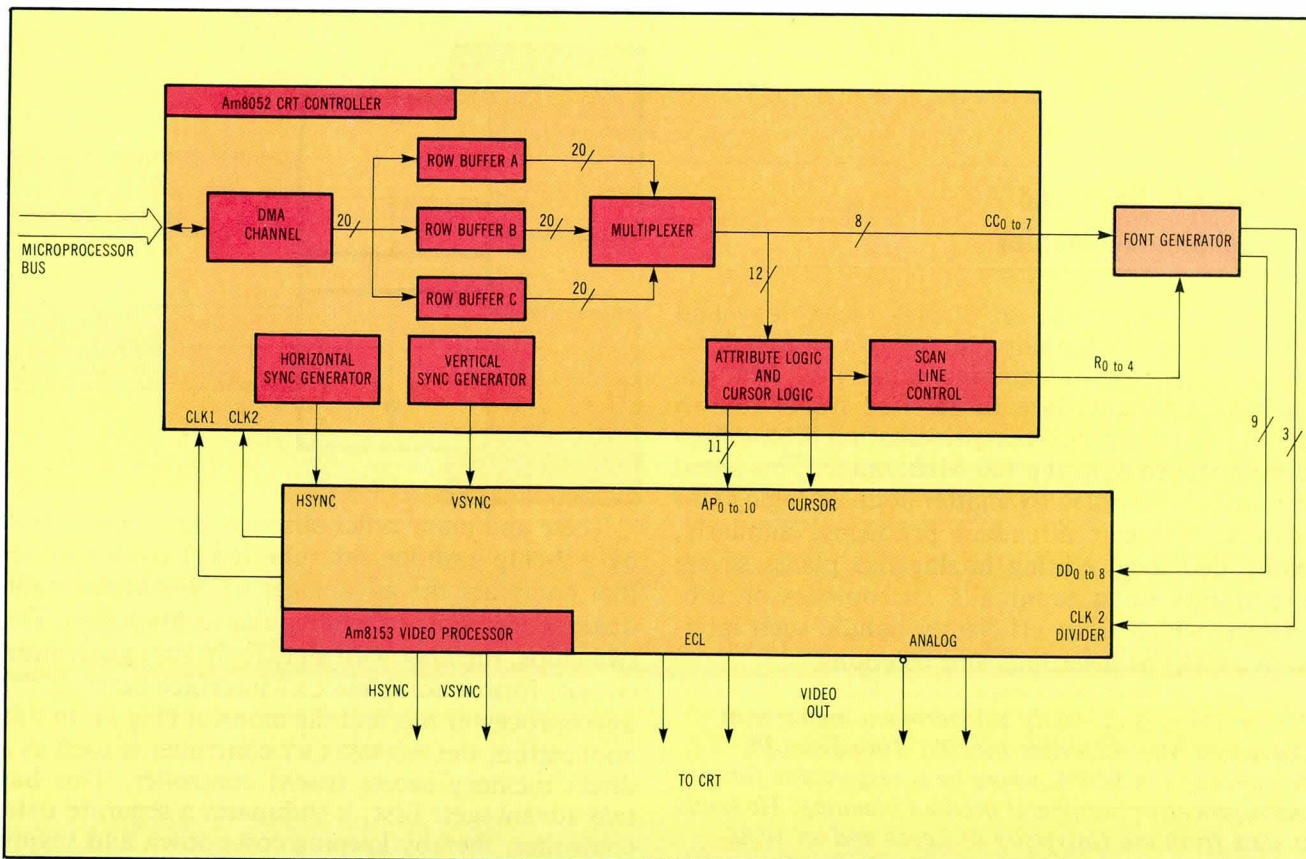 Am8052 CRT CONTROLLER
MICROPROCESSOR
BUS
DMA
CHANNEL
20
ROW BUFFER A
20
ROW BUFFER B
20
ROW BUFFER C
20
MULTIPLEXER
8
CC0 to 7
FONT GENERATOR
12
HORIZONTAL
SYNC GENERATOR
VERTICAL
SYNC GENERATOR
ATTRIBUTE LOGIC
AND
CURSOR LOGIC
SCAN
LINE
CONTROL
R0 to 4
9
3
CLK1
CLK2
11
HSYNC
VSYNC
AP0 to 10
CURSOR
DD0 to 8
CLK 2
DIVIDER
Am8153 VIDEO PROCESSOR
ECL
ANALOG
HSYNC
VSYNC
VIDEO
OUT
TO CRT